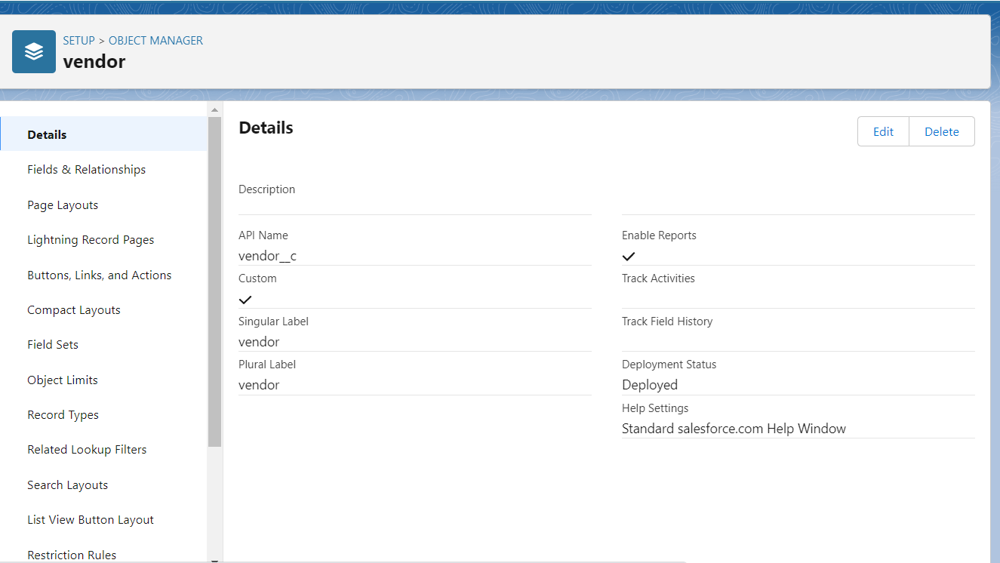 SETUP > OBJECT MANAGER
vendor
Details
Fields & Relationships
Page Layouts
Lightning Record Pages
Buttons, Links, and Actions
Compact Layouts
Field Sets
Object Limits
Record Types
Related Lookup Filters
Search Layouts
List View Button Layout
Restriction Rules
Details
Edit
Delete
Description
API Name
vendor__c
Custom
Singular Label
vendor
Plural Label
vendor
Enable Reports
Track Activities
Track Field History
Deployment Status
Deployed
Help Settings
Standard salesforce.com Help Window